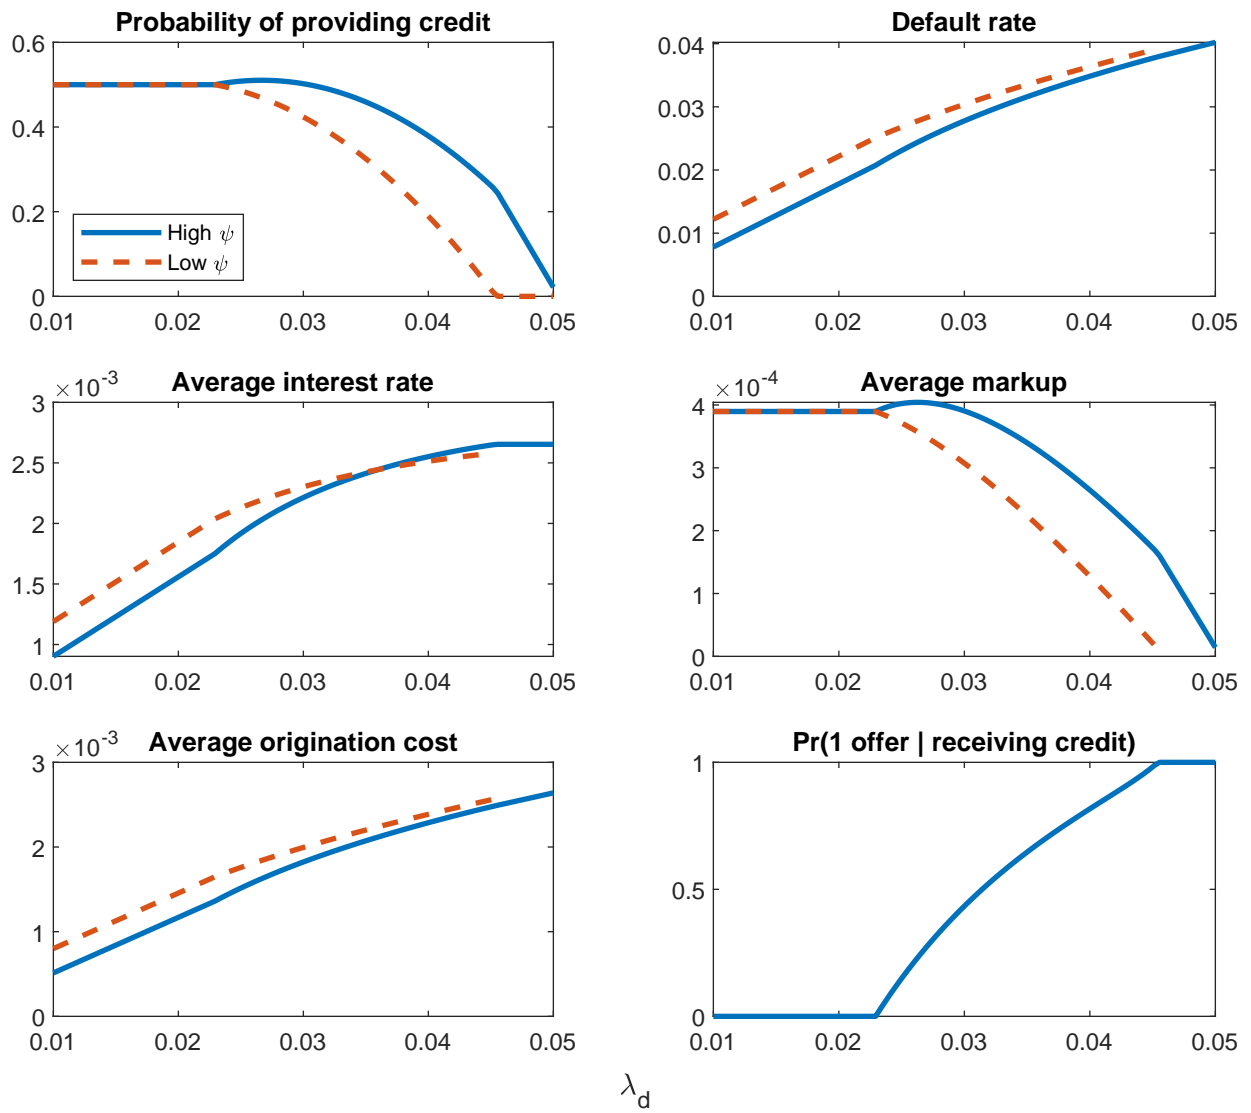 Probability of providing credit
0.6
0.4
0.2
0
High ψ
Low ψ
0.01 0.02 0.03 0.04 0.05
Default rate
0.04
0.03
0.02
0.01
0
0.01 0.02 0.03 0.04 0.05
×10⁻³ Average interest rate
3
2.5
2
1.5
1
0.01 0.02 0.03 0.04 0.05
×10⁻⁴ Average markup
4
3
2
1
0
0.01 0.02 0.03 0.04 0.05
×10⁻³ Average origination cost
3
2
1
0
0.01 0.02 0.03 0.04 0.05
Pr(1 offer | receiving credit)
1
0.5
0
0.01 0.02 0.03 0.04 0.05
λ_d